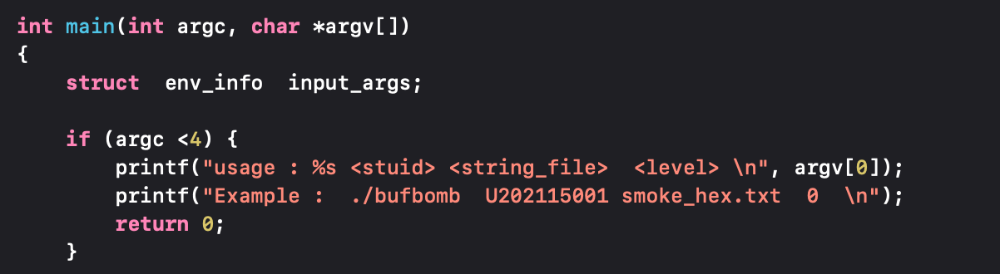 int main(int argc, char *argv[])
{
    struct  env_info  input_args;

    if (argc <4) {
        printf("usage : %s <stuid> <string_file>  <level> \n", argv[0]);
        printf("Example :  ./bufbomb  U202115001 smoke_hex.txt  0  \n");
        return 0;
    }